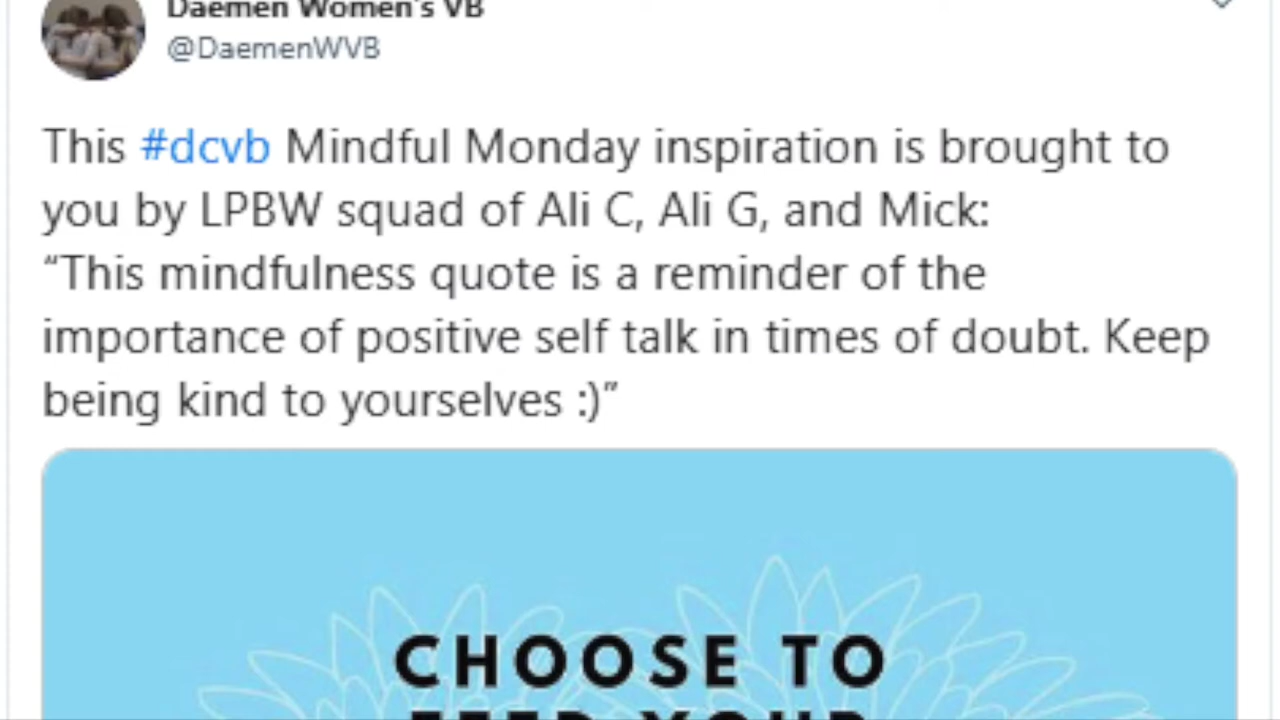 Daemen Women's VB
@DaemenWVB
This #dcvb Mindful Monday inspiration is brought to
you by LPBW squad of Ali C, Ali G, and Mick:
“This mindfulness quote is a reminder of the
importance of positive self talk in times of doubt. Keep
being kind to yourselves :)”
CHOOSE TO
FEED YOUR